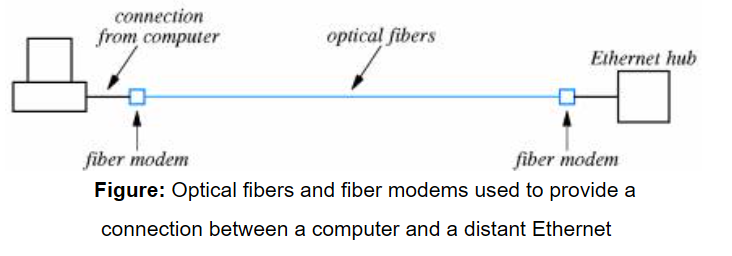 connection
from computer
optical fibers
Ethernet hub
fiber modem
fiber modem
Figure: Optical fibers and fiber modems used to provide a
connection between a computer and a distant Ethernet